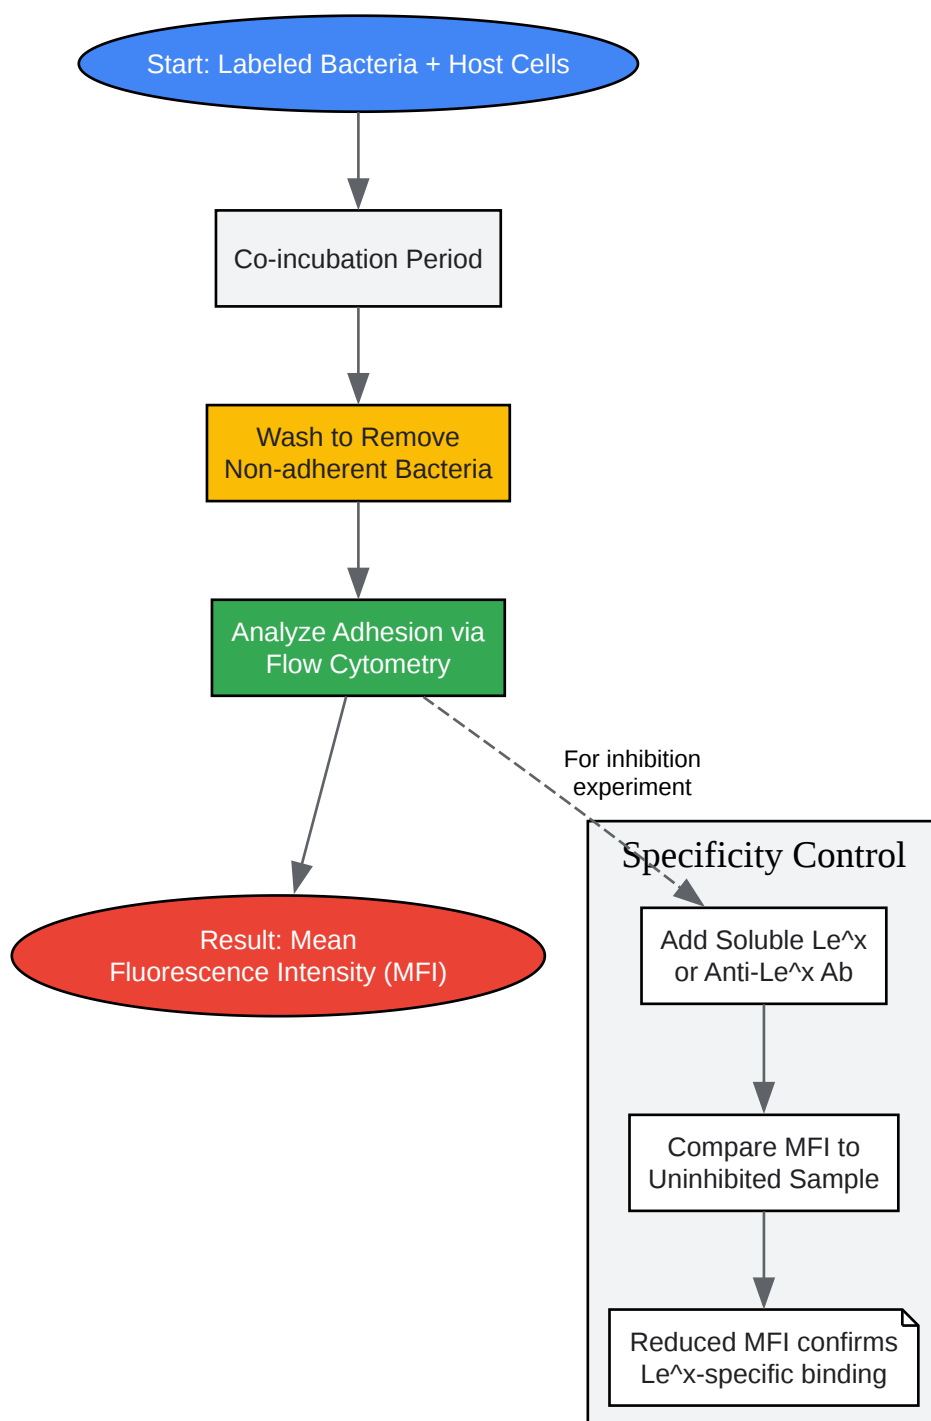 Start: Labeled Bacteria + Host Cells
Co-incubation Period
Wash to Remove
Non-adherent Bacteria
Analyze Adhesion via
Flow Cytometry
For inhibition
experiment
Specificity Control
Result: Mean
Fluorescence Intensity (MFI)
Add Soluble Le^x
or Anti-Le^x Ab
Compare MFI to
Uninhibited Sample
Reduced MFI confirms
Le^x-specific binding